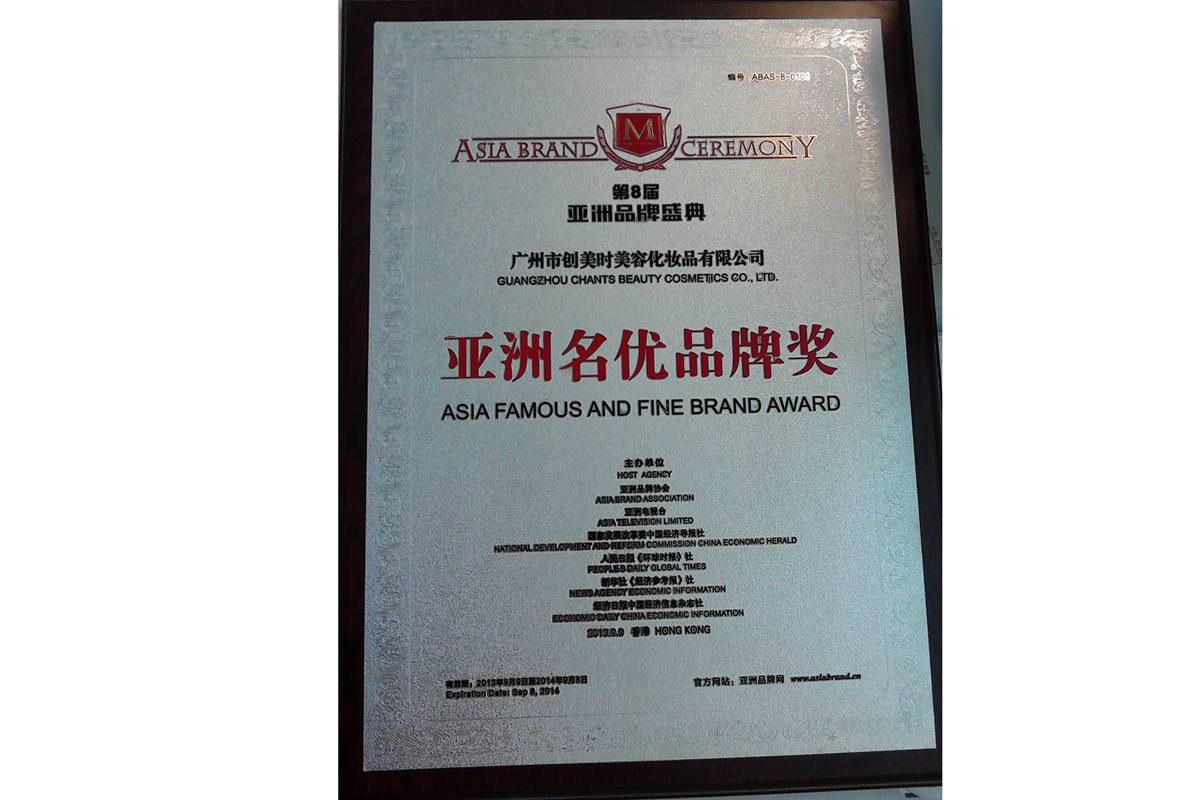 编号：ABAS-B-0101
M
ASIA BRAND CEREMONY
第8届
亚洲品牌盛典
广州市创美时美容化妆品有限公司
GUANGZHOU CHANTS BEAUTY COSMETICS CO., LTD.
亚洲名优品牌奖
ASIA FAMOUS AND FINE BRAND AWARD
主办单位
HOST AGENCY
亚洲品牌协会
ASIA BRAND ASSOCIATION
亚洲电视台
ASIA TELEVISION LIMITED
国家发展改革委中国经济导报社
NATIONAL DEVELOPMENT AND REFORM COMMISSION CHINA ECONOMIC HERALD
人民日报《环球时报》社
PEOPLE'S DAILY GLOBAL TIMES
新华社《经济参考报》社
NEWS AGENCY ECONOMIC INFORMATION
经济日报中国经济信息杂志社
ECONOMIC DAILY CHINA ECONOMIC INFORMATION
2013.9.9 香港 HONG KONG
有效期：2013年9月9日至2014年9月8日
Expiration Date: Sep 8, 2014
官方网站：亚洲品牌网 www.asiabrand.cn